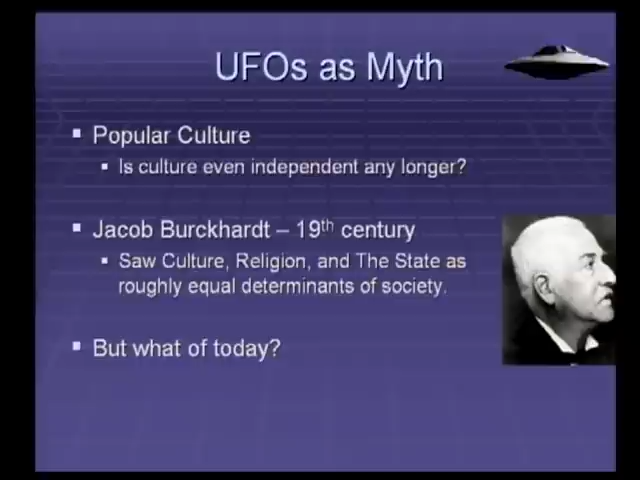 UFOs as Myth
Popular Culture
Is culture even independent any longer?
Jacob Burckhardt – 19th century
Saw Culture, Religion, and The State as
roughly equal determinants of society.
But what of today?